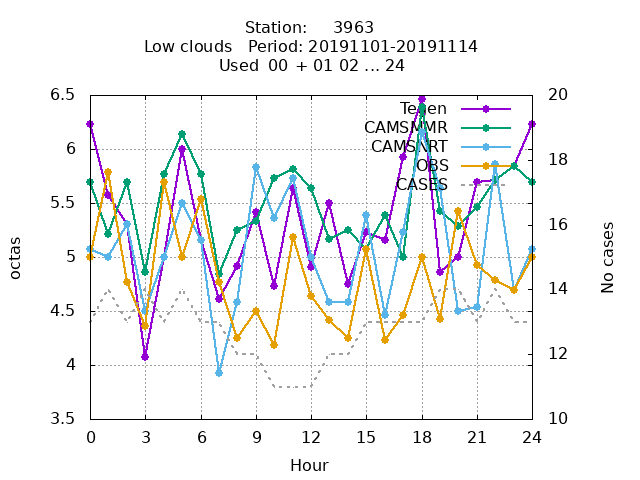 Station: 3963
Low clouds Period: 20191101-20191114
Used 00 + 01 02 ... 24
6.5
6
5.5
5
4.5
4
3.5
20
18
16
14
12
10
0 3 6 9 12 15 18 21 24
octas
No cases
Hour
Tegen
CAMSMMR
CAMSNRT
OBS
CASES